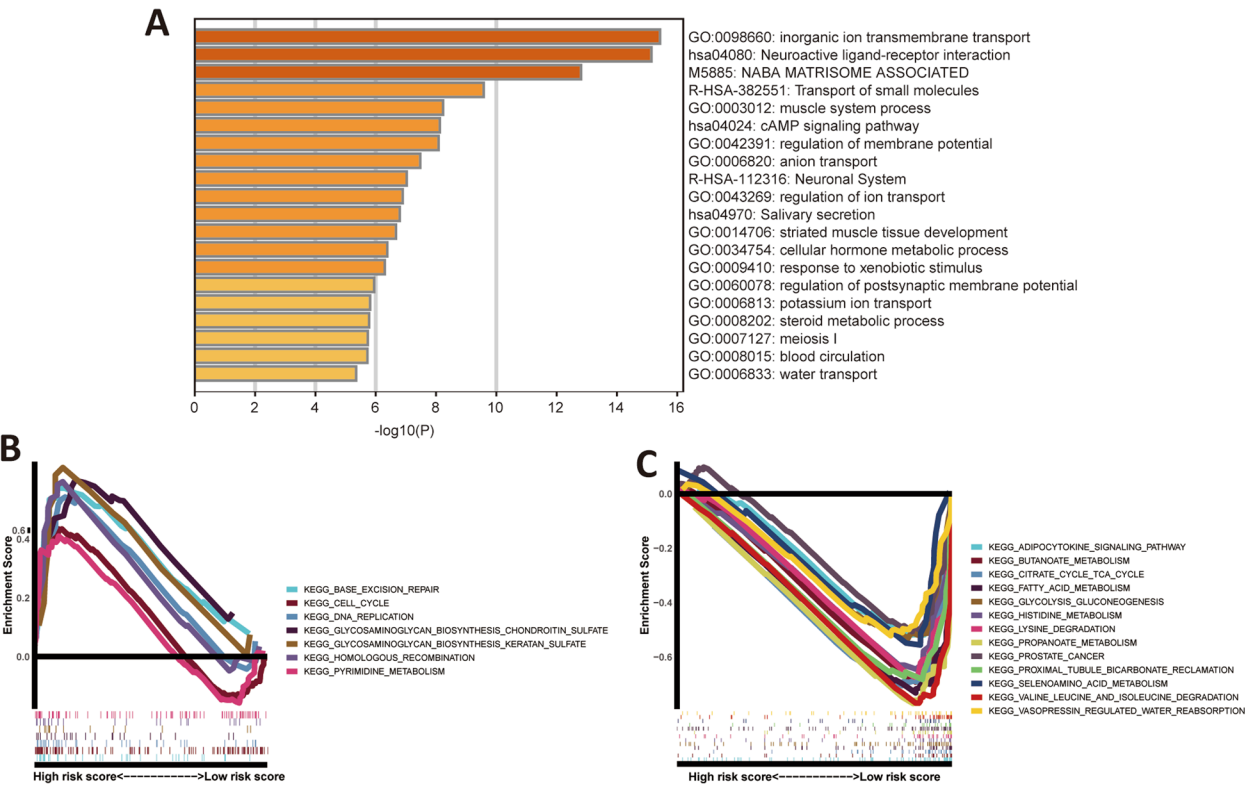 A
GO:0098660: inorganic ion transmembrane transport
hsa04080: Neuroactive ligand-receptor interaction
M5885: NABA MATRISOME ASSOCIATED
R-HSA-382551: Transport of small molecules
GO:0003012: muscle system process
hsa04024: cAMP signaling pathway
GO:0042391: regulation of membrane potential
GO:0006820: anion transport
R-HSA-112316: Neuronal System
GO:0043269: regulation of ion transport
hsa04970: Salivary secretion
GO:0014706: striated muscle tissue development
GO:0034754: cellular hormone metabolic process
GO:0009410: response to xenobiotic stimulus
GO:0060078: regulation of postsynaptic membrane potential
GO:0006813: potassium ion transport
GO:0008202: steroid metabolic process
GO:0007127: meiosis I
GO:0008015: blood circulation
GO:0006833: water transport
0 2 4 6 8 10 12 14 16
-log10(P)
B
Enrichment Score
0.6
0.4
0.2
0.0
KEGG_BASE_EXCISION_REPAIR
KEGG_CELL_CYCLE
KEGG_DNA_REPLICATION
KEGG_GLYCOSAMINOGLYCAN_BIOSYNTHESIS_CHONDROITIN_SULFATE
KEGG_GLYCOSAMINOGLYCAN_BIOSYNTHESIS_KERATAN_SULFATE
KEGG_HOMOLOGOUS_RECOMBINATION
KEGG_PYRIMIDINE_METABOLISM
High risk score<------------>Low risk score
C
Enrichment Score
0.0
−0.2
−0.4
−0.6
KEGG_ADIPOCYTOKINE_SIGNALING_PATHWAY
KEGG_BUTANOATE_METABOLISM
KEGG_CITRATE_CYCLE_TCA_CYCLE
KEGG_FATTY_ACID_METABOLISM
KEGG_GLYCOLYSIS_GLUCONEOGENESIS
KEGG_HISTIDINE_METABOLISM
KEGG_LYSINE_DEGRADATION
KEGG_PROPANOATE_METABOLISM
KEGG_PROSTATE_CANCER
KEGG_PROXIMAL_TUBULE_BICARBONATE_RECLAMATION
KEGG_SELENOAMINO_ACID_METABOLISM
KEGG_VALINE_LEUCINE_AND_ISOLEUCINE_DEGRADATION
KEGG_VASOPRESSIN_REGULATED_WATER_REABSORPTION
High risk score<------------>Low risk score